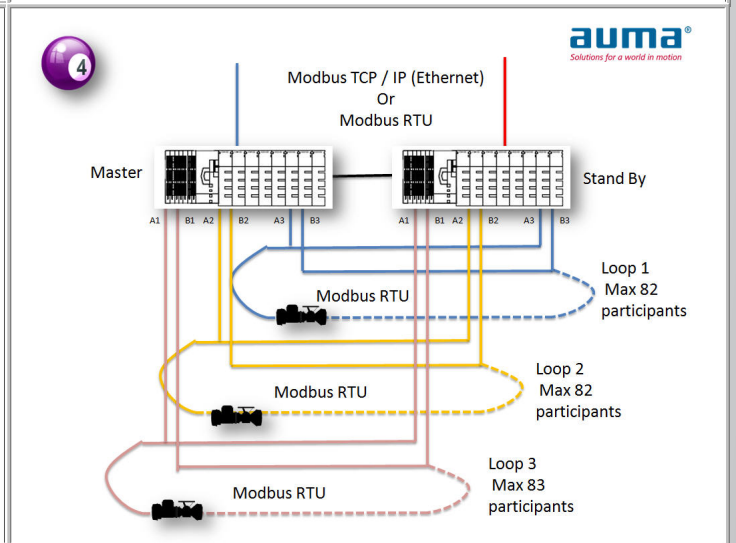 4
auma®
Solutions for a world in motion
Modbus TCP / IP (Ethernet)
Or
Modbus RTU
Master
Stand By
A1 B1 A2 B2 A3 B3
A1 B1 A2 B2 A3 B3
Loop 1
Max 82
participants
Modbus RTU
Loop 2
Max 82
participants
Modbus RTU
Loop 3
Max 83
participants
Modbus RTU